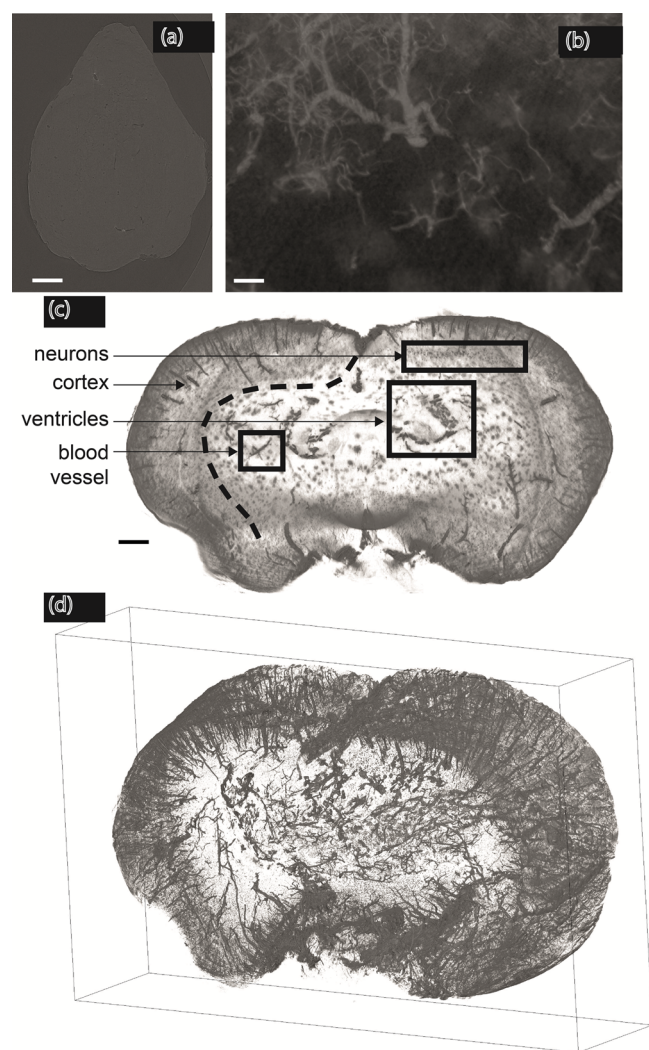 (a)
(b)
(c)
neurons
cortex
ventricles
blood
vessel
(d)